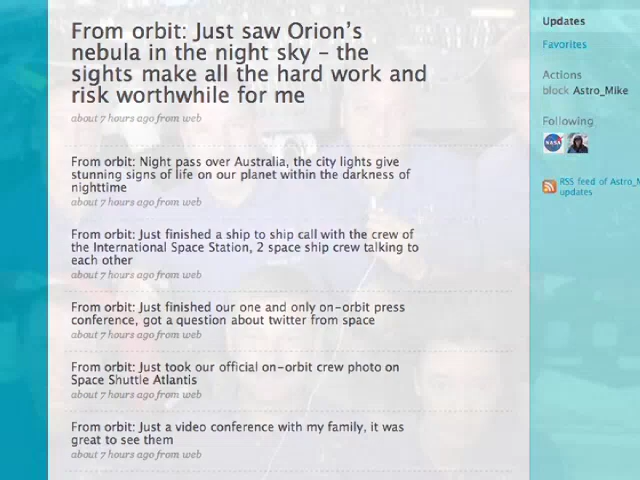 From orbit: Just saw Orion's
nebula in the night sky - the
sights make all the hard work and
risk worthwhile for me
about 7 hours ago from web
From orbit: Night pass over Australia, the city lights give
stunning signs of life on our planet within the darkness of
nighttime
about 7 hours ago from web
From orbit: Just finished a ship to ship call with the crew of
the International Space Station, 2 space ship crew talking to
each other
about 7 hours ago from web
From orbit: Just finished our one and only on-orbit press
conference, got a question about twitter from space
about 7 hours ago from web
From orbit: Just took our official on-orbit crew photo on
Space Shuttle Atlantis
about 7 hours ago from web
From orbit: Just a video conference with my family, it was
great to see them
about 7 hours ago from web
Updates
Favorites
Actions
block Astro_Mike
Following
NASA
RSS feed of Astro_M
updates